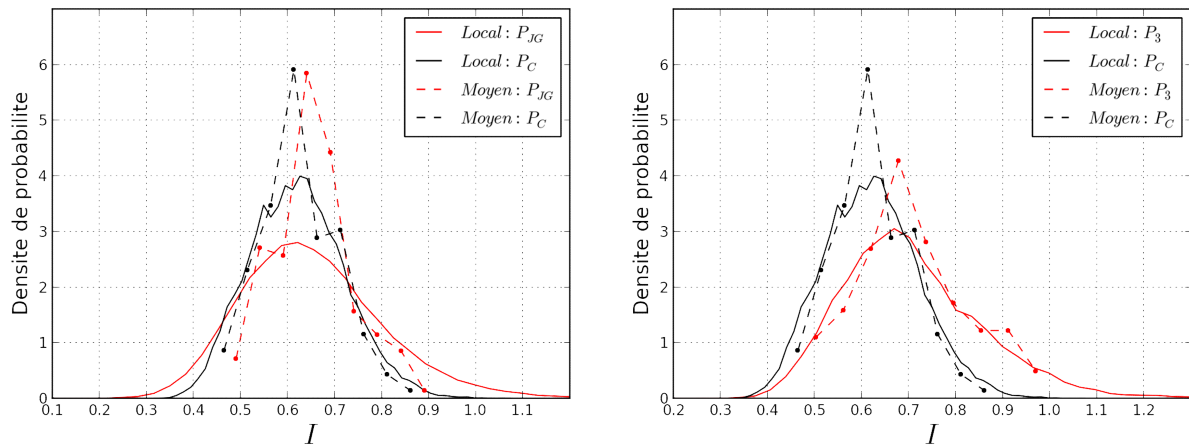 Densite de probabilite
7
6
5
4
3
2
1
0
0.1 0.2 0.3 0.4 0.5 0.6 0.7 0.8 0.9 1.0 1.1
I
Local : P_JG
Local : P_C
Moyen : P_JG
Moyen : P_C
Densite de probabilite
7
6
5
4
3
2
1
0
0.2 0.3 0.4 0.5 0.6 0.7 0.8 0.9 1.0 1.1 1.2
I
Local : P_3
Local : P_C
Moyen : P_3
Moyen : P_C